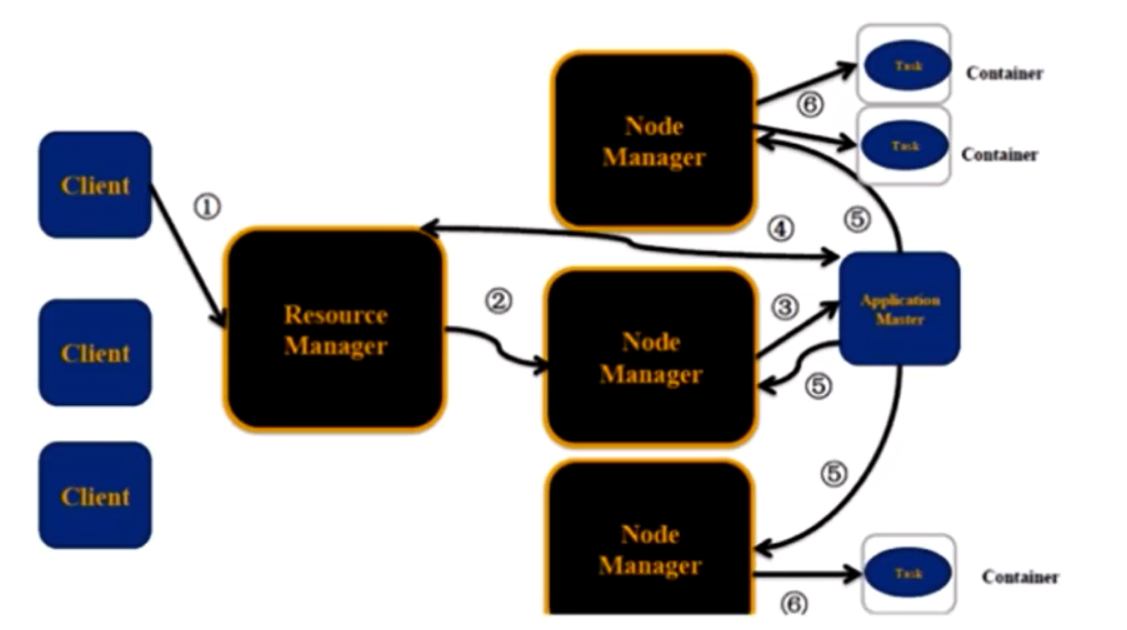 Client
①
Resource
Manager
②
Client
Client
Node
Manager
⑥
Task
Container
Task
Container
⑤
④
Node
Manager
③
Application
Master
⑤
⑤
Node
Manager
⑥
Task
Container